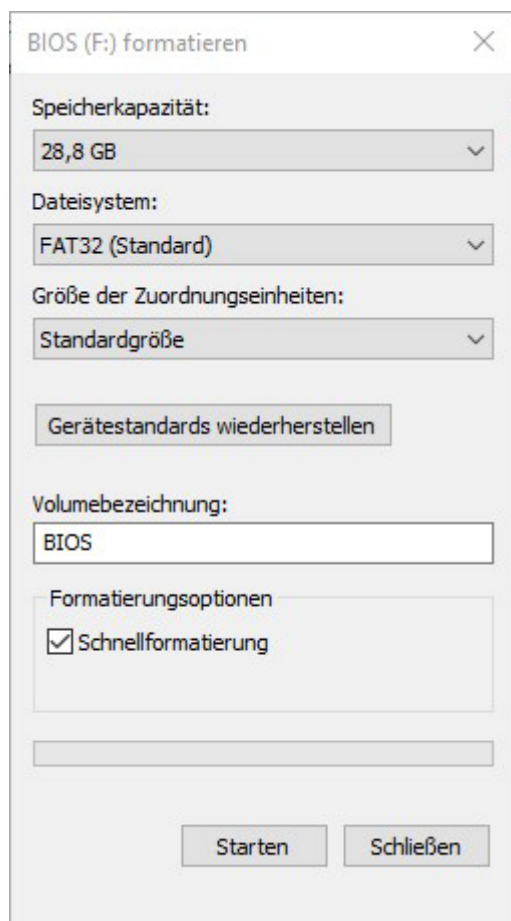 BIOS (F:) formatieren
Speicherkapazität:
28,8 GB
Dateisystem:
FAT32 (Standard)
Größe der Zuordnungseinheiten:
Standardgröße
Gerätestandards wiederherstellen
Volumebezeichnung:
BIOS
Formatierungsoptionen
Schnellformatierung
Starten Schließen